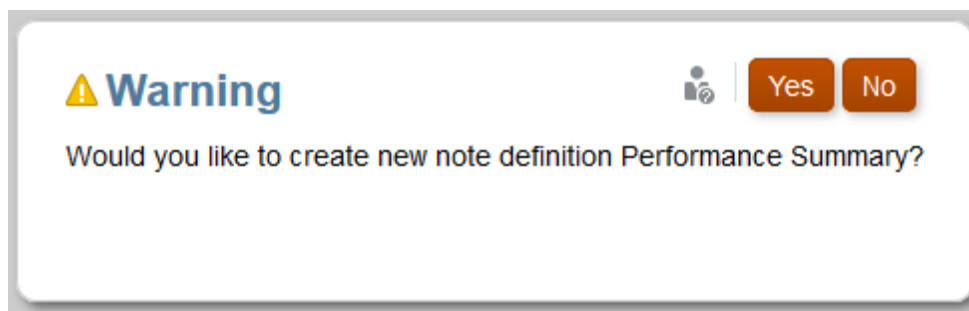 Warning
Yes
No
Would you like to create new note definition Performance Summary?